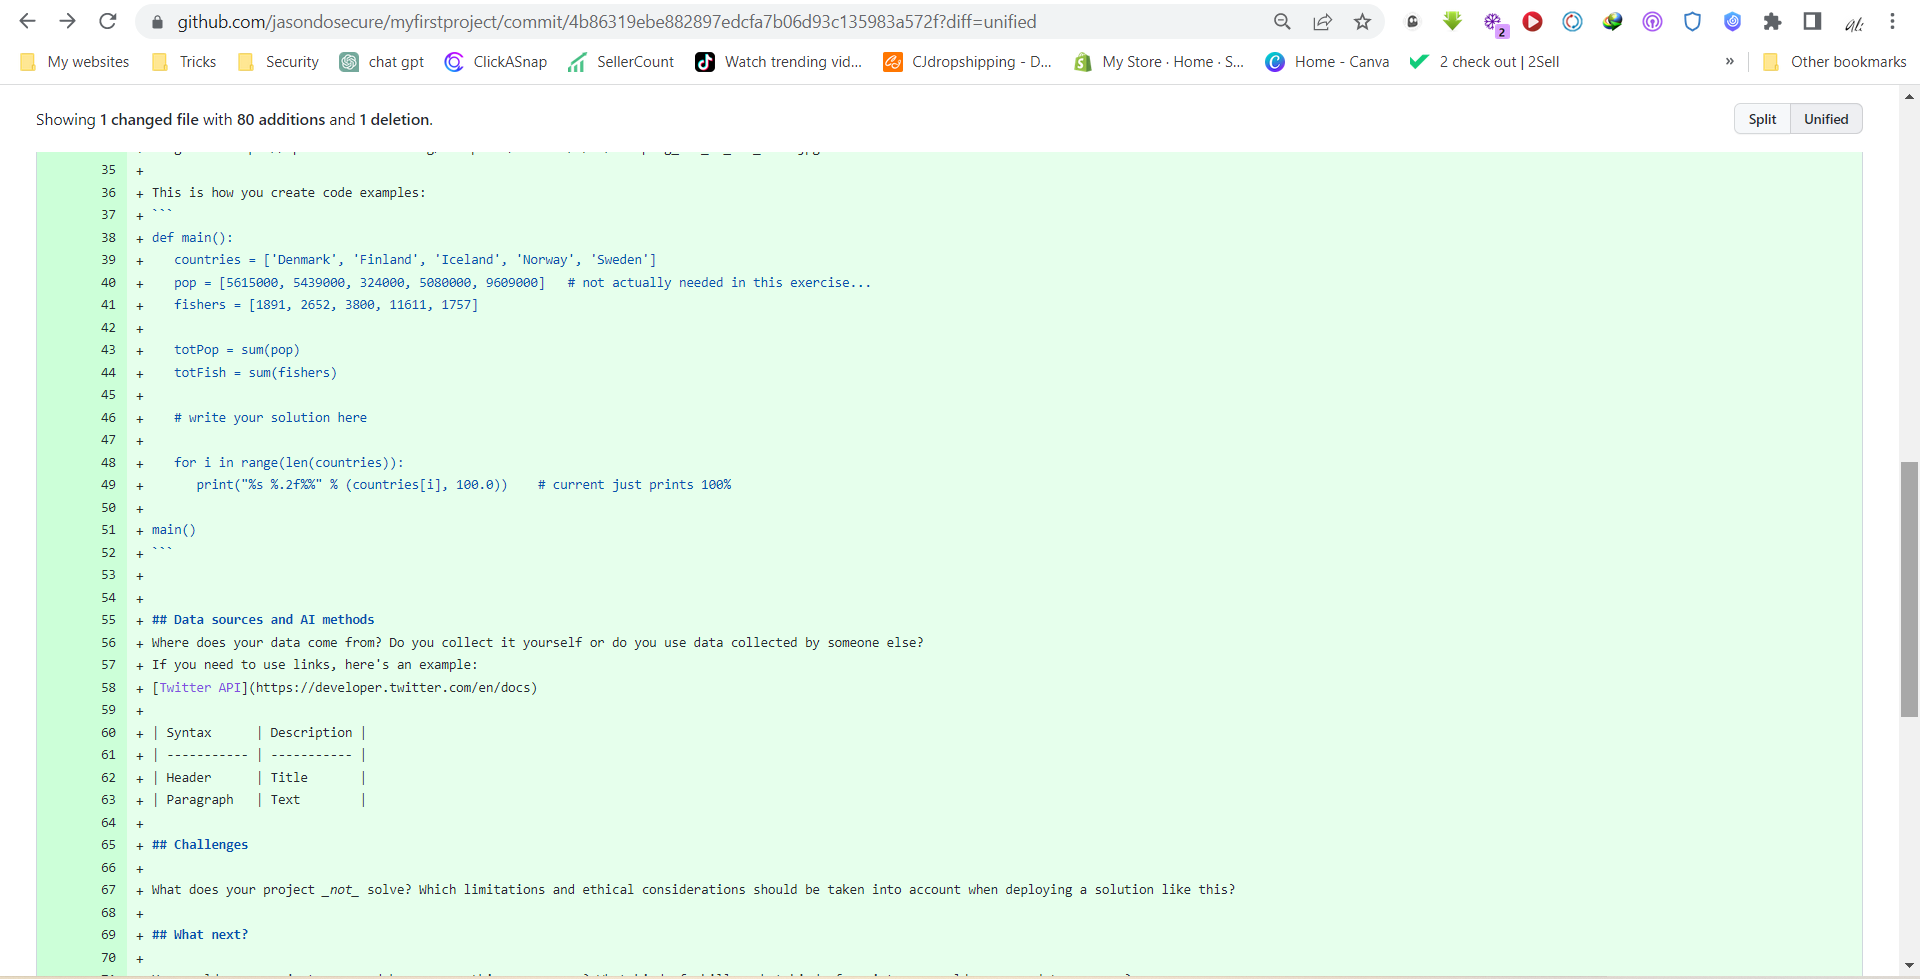 github.com/jasondosecure/myfirstproject/commit/4b86319ebe882897edcfa7b06d93c135983a572f?diff=unified
2
My websites Tricks Security chat gpt ClickASnap SellerCount Watch trending vid... CJdropshipping - D... My Store · Home · S... Home - Canva 2 check out | 2Sell » Other bookmarks
Showing 1 changed file with 80 additions and 1 deletion.
Split Unified
35 +
36 + This is how you create code examples:
37 + ```
38 + def main():
39 +    countries = ['Denmark', 'Finland', 'Iceland', 'Norway', 'Sweden']
40 +    pop = [5615000, 5439000, 324000, 5080000, 9609000]   # not actually needed in this exercise...
41 +    fishers = [1891, 2652, 3800, 11611, 1757]
42 +
43 +    totPop = sum(pop)
44 +    totFish = sum(fishers)
45 +
46 +    # write your solution here
47 +
48 +    for i in range(len(countries)):
49 +       print("%s %.2f%%" % (countries[i], 100.0))    # current just prints 100%
50 +
51 + main()
52 + ```
53 +
54 +
55 + ## Data sources and AI methods
56 + Where does your data come from? Do you collect it yourself or do you use data collected by someone else?
57 + If you need to use links, here's an example:
58 + [Twitter API](https://developer.twitter.com/en/docs)
59 +
60 + | Syntax      | Description |
61 + | ----------- | ----------- |
62 + | Header      | Title       |
63 + | Paragraph   | Text        |
64 +
65 + ## Challenges
66 +
67 + What does your project _not_ solve? Which limitations and ethical considerations should be taken into account when deploying a solution like this?
68 +
69 + ## What next?
70 +